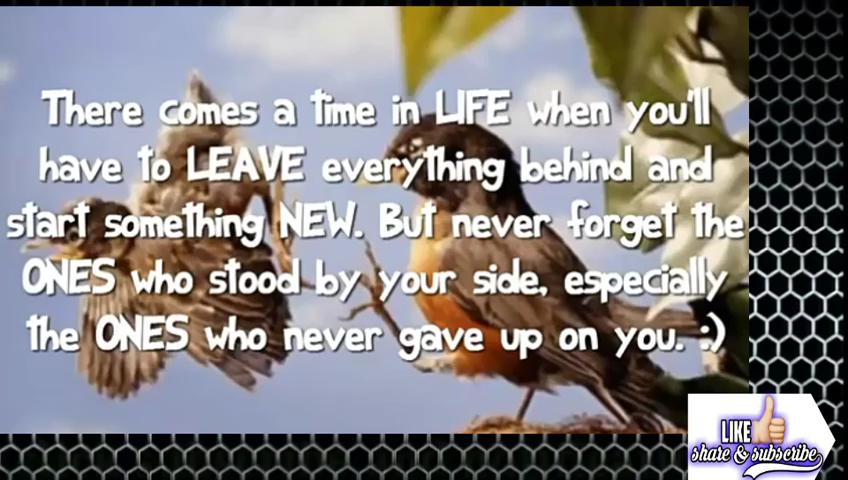 There comes a time in LIFE when you'll
have to LEAVE everything behind and
start something NEW. But never forget the
ONES who stood by your side, especially
the ONES who never gave up on you. :)
LIKE
share & subscribe